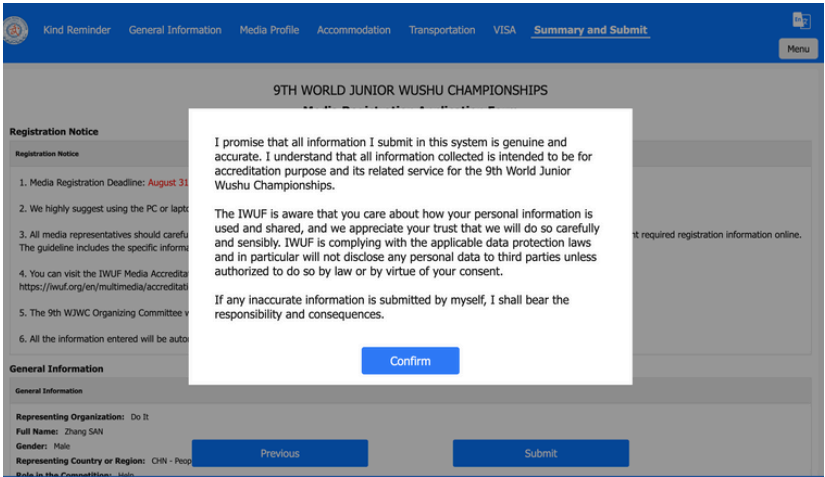 Kind Reminder General Information Media Profile Accommodation Transportation VISA Summary and Submit
Menu
9TH WORLD JUNIOR WUSHU CHAMPIONSHIPS
Registration Notice
Registration Notice
1. Media Registration Deadline: August 31
2. We highly suggest using the PC or lapto
3. All media representatives should carefu
nt required registration information online.
The guideline includes the specific informa
4. You can visit the IWUF Media Accredita
https://iwuf.org/en/multimedia/accreditati
5. The 9th WJWC Organizing Committee w
6. All the information entered will be auto
I promise that all information I submit in this system is genuine and
accurate. I understand that all information collected is intended to be for
accreditation purpose and its related service for the 9th World Junior
Wushu Championships.
The IWUF is aware that you care about how your personal information is
used and shared, and we appreciate your trust that we will do so carefully
and sensibly. IWUF is complying with the applicable data protection laws
and in particular will not disclose any personal data to third parties unless
authorized to do so by law or by virtue of your consent.
If any inaccurate information is submitted by myself, I shall bear the
responsibility and consequences.
Confirm
General Information
General Information
Representing Organization: Do It
Full Name: Zhang SAN
Gender: Male
Representing Country or Region: CHN - Peop
Role in the Competition: Help
Previous
Submit